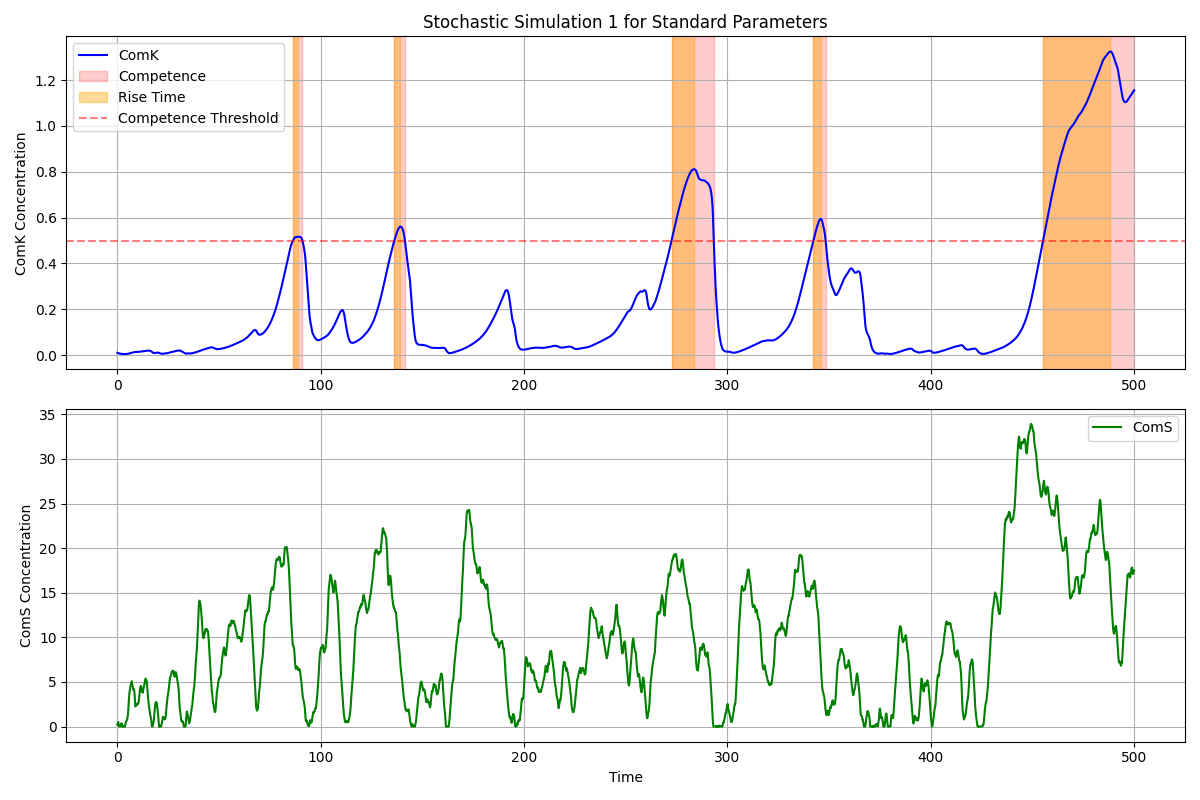 Stochastic Simulation 1 for Standard Parameters
ComK
Competence
Rise Time
Competence Threshold
ComK Concentration
1.2
1.0
0.8
0.6
0.4
0.2
0.0
0 100 200 300 400 500
ComS
ComS Concentration
35
30
25
20
15
10
5
0
0 100 200 300 400 500
Time